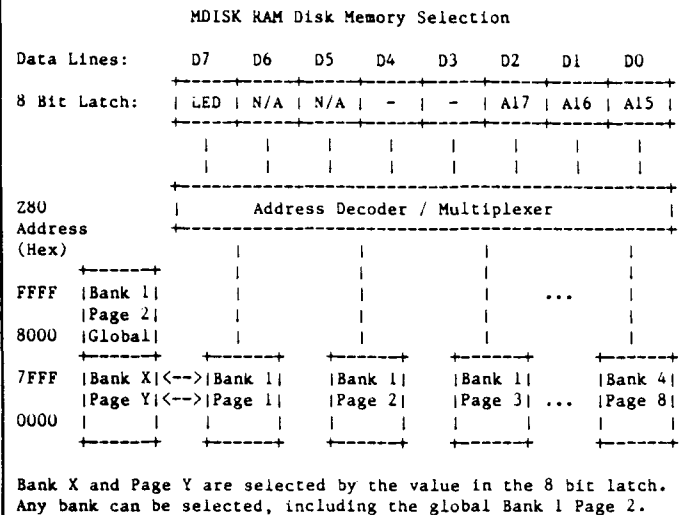 MDISK RAM Disk Memory Selection
Data Lines: D7 D6 D5 D4 D3 D2 D1 D0
8 Bit Latch: | LED | N/A | N/A | - | - | A17 | A16 | A15 |
Z80 | Address Decoder / Multiplexer |
Address
(Hex)
FFFF |Bank 1| ...
|Page 2|
8000 |Global|
7FFF |Bank X|<-->|Bank 1| |Bank 1| |Bank 1| |Bank 4|
|Page Y|<-->|Page 1| |Page 2| |Page 3| ... |Page 8|
0000
Bank X and Page Y are selected by the value in the 8 bit latch.
Any bank can be selected, including the global Bank 1 Page 2.